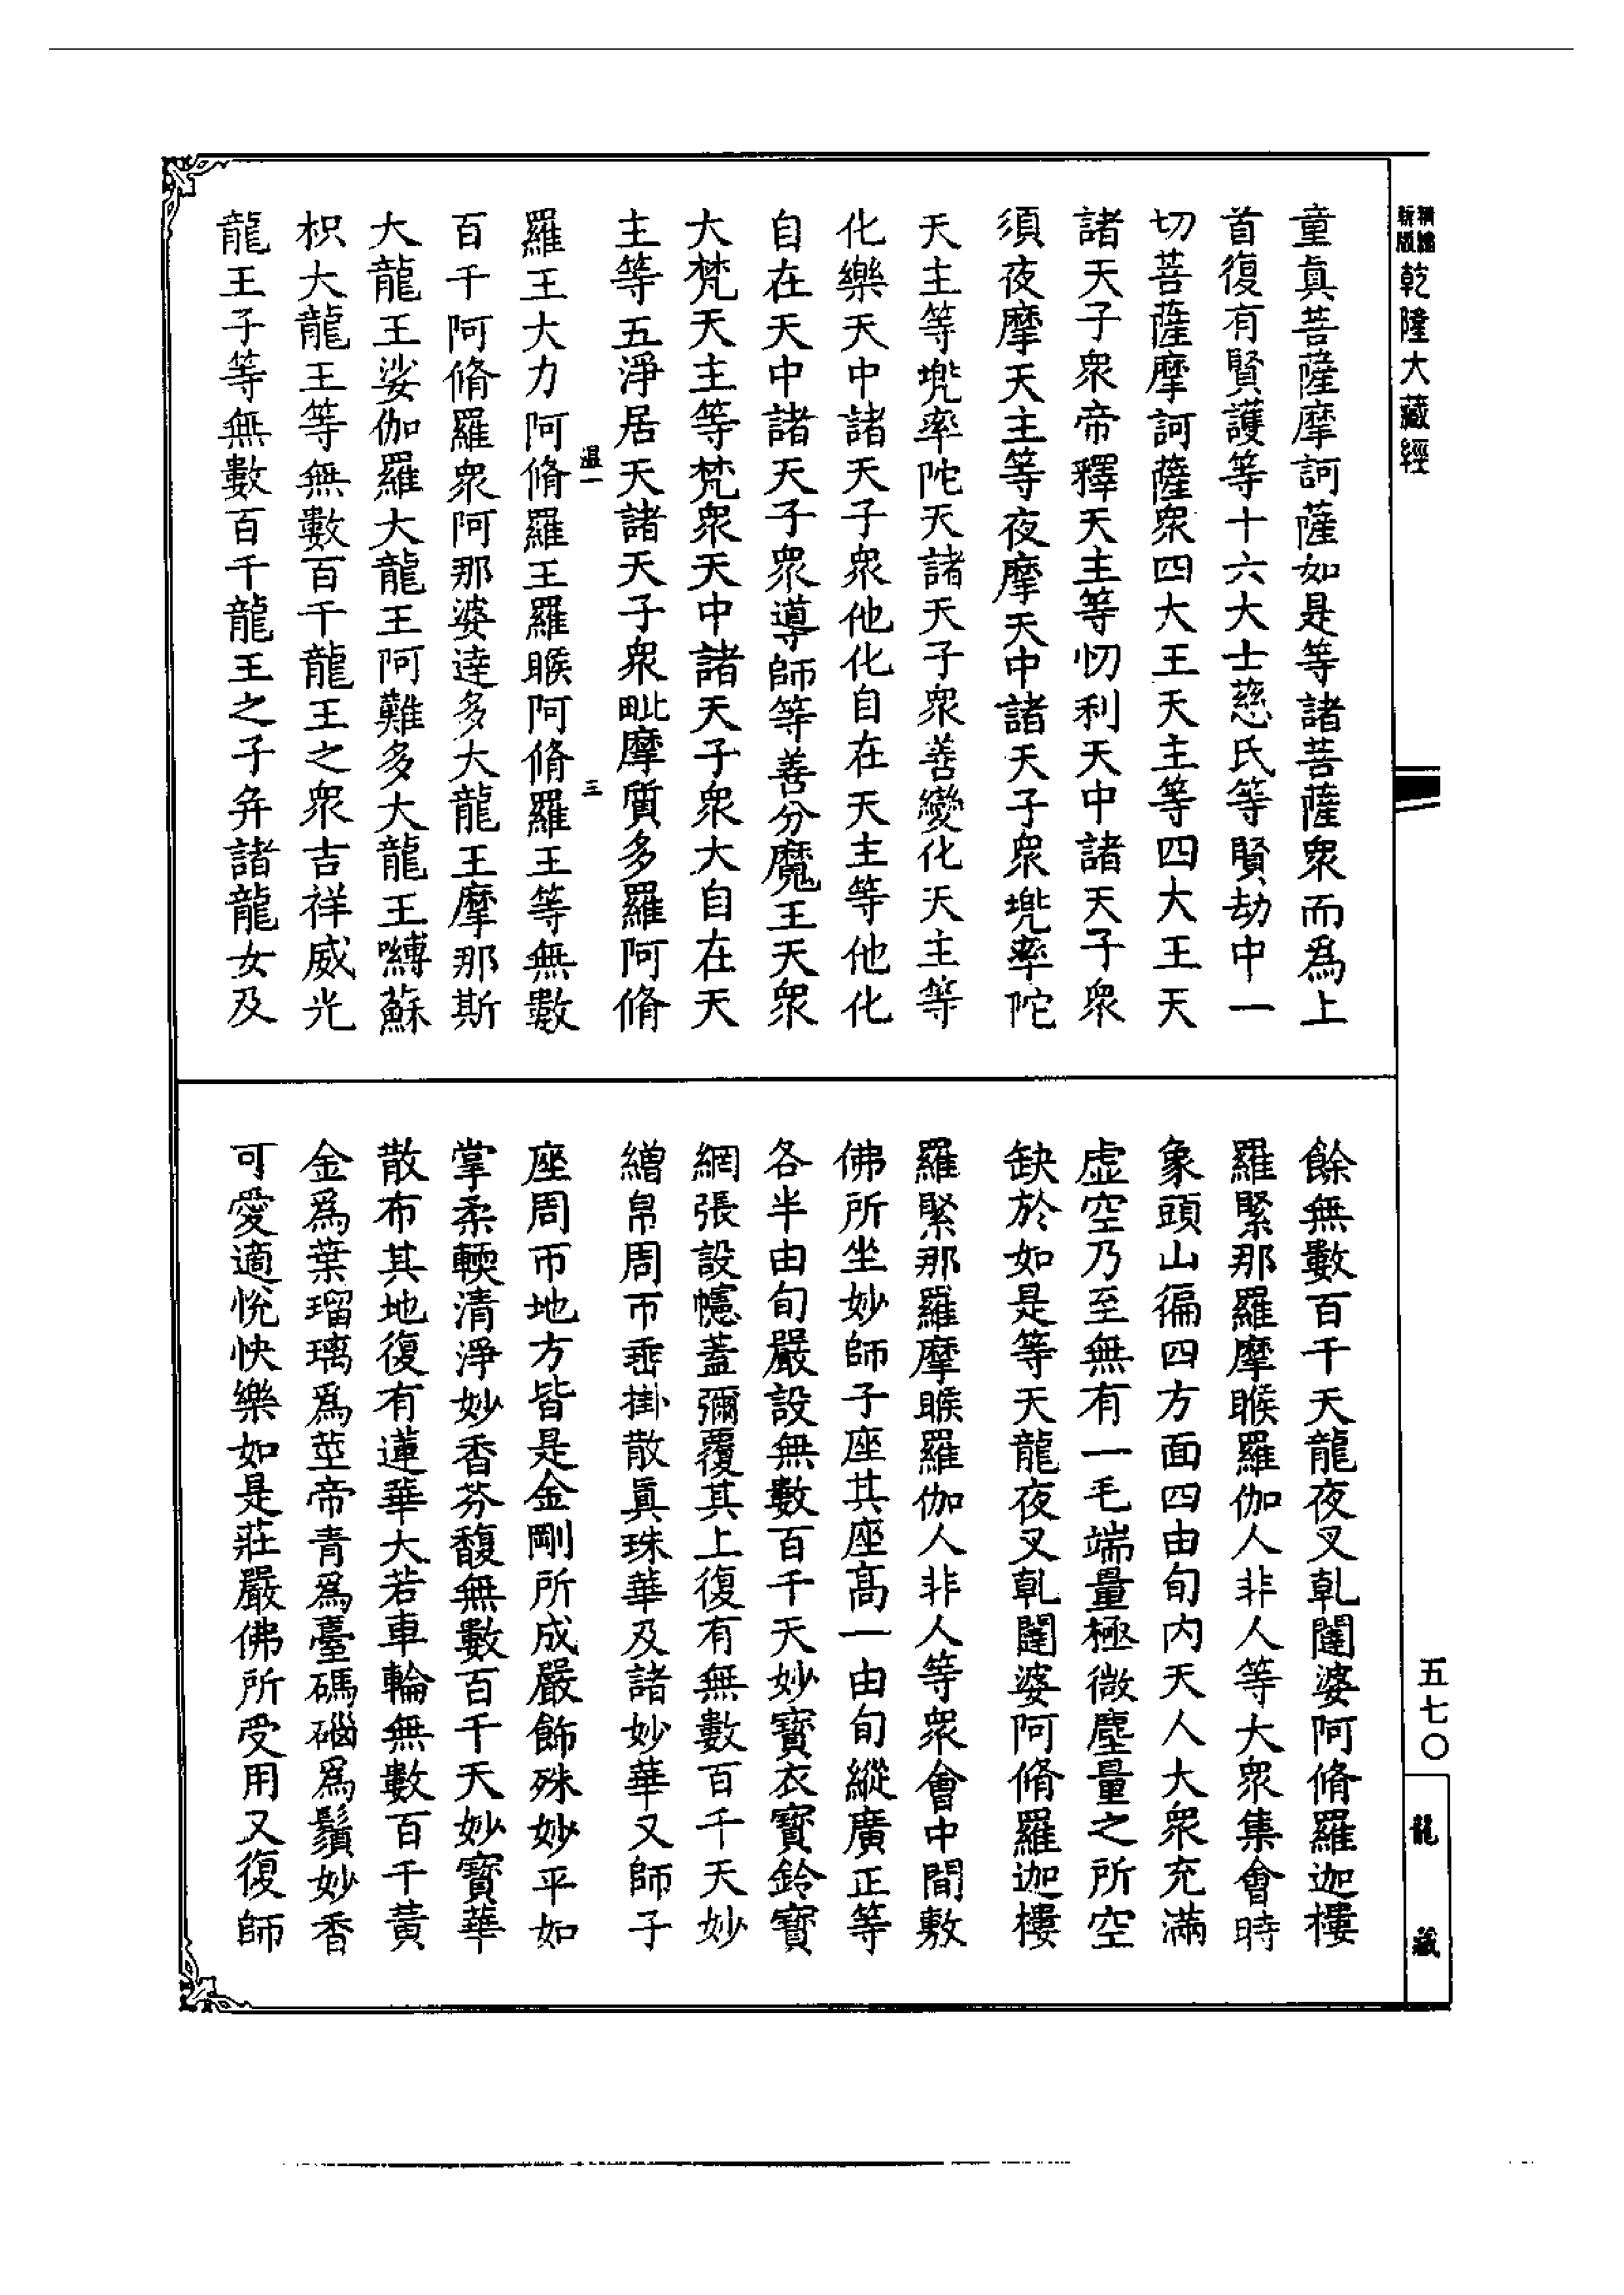 精縮新版乾隆大藏經
童真菩薩摩訶薩如是等諸菩薩衆而爲上
首復有賢護等十六大士慈氏等賢劫中一
切菩薩摩訶薩衆四大王天主等四大王天
諸天子衆帝釋天主等忉利天中諸天子衆
須夜摩天主等夜摩天中諸天子衆兠率陀
天主等兠率陀天諸天子衆善變化天主等
化樂天中諸天子衆他化自在天主等他化
自在天中諸天子衆導師等善分魔王天衆
大梵天主等梵衆天中諸天子衆大自在天
主等五淨居天諸天子衆毗摩質多羅阿脩
温一
三
羅王大力阿脩羅王羅睺阿脩羅王等無數
百千阿脩羅衆阿那婆達多大龍王摩那斯
大龍王娑伽羅大龍王阿難多大龍王嚩蘇
枳大龍王等無數百千龍王之衆吉祥威光
龍王子等無數百千龍王之子并諸龍女及
餘無數百千天龍夜叉乹闥婆阿脩羅迦樓
羅緊那羅摩睺羅伽人非人等大衆集會時
象頭山徧四方面四由旬内天人大衆充滿
虛空乃至無有一毛端量極微塵量之所空
缺於如是等天龍夜叉乹闥婆阿脩羅迦樓
羅緊那羅摩睺羅伽人非人等衆會中間敷
佛所坐妙師子座其座髙一由旬縱廣正等
各半由旬嚴設無數百千天妙寳衣寳鈴寳
網張設幰蓋彌覆其上復有無數百千天妙
繒帛周帀垂掛散真珠華及諸妙華又師子
座周帀地方皆是金剛所成嚴飾殊妙平如
掌柔輭清淨妙香芬馥無數百千天妙寳華
散布其地復有蓮華大若車輪無數百千黃
金爲葉瑠璃爲莖帝青爲臺碼碯爲鬚妙香
可愛適悅快樂如是莊嚴佛所受用又復師
五七〇
龍藏